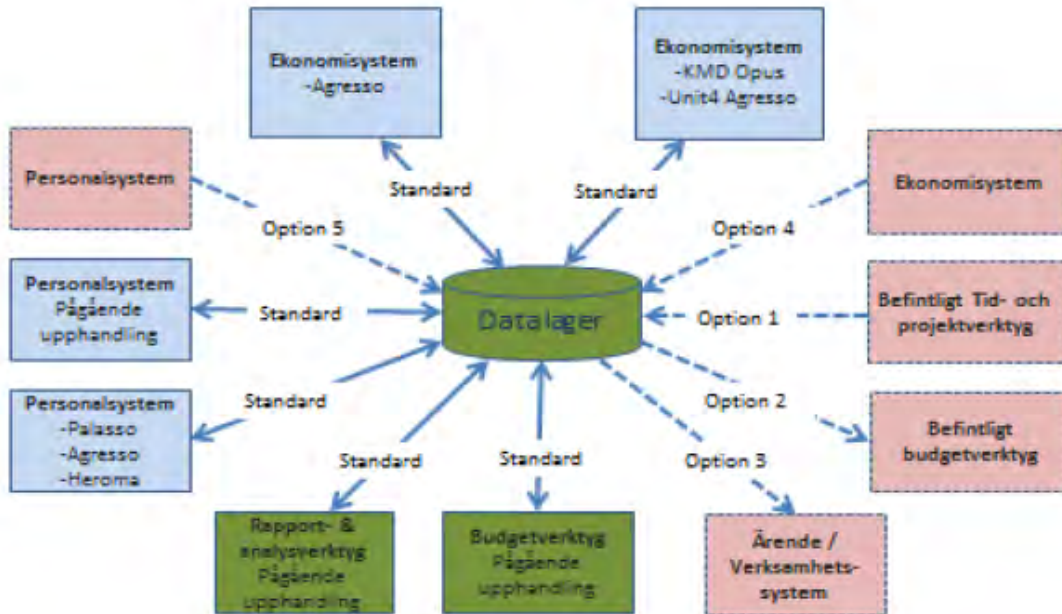 Ekonomisystem
-Agresso
Ekonomisystem
-KMD Opus
-Unit4 Agresso
Personalsystem
Ekonomisystem
Standard
Standard
Option 5
Option 4
Personalsystem
Pågående
upphandling
Standard
Datalager
Option 1
Befintligt Tid- och
projektverktyg
Personalsystem
-Palasso
-Agresso
-Heroma
Standard
Option 2
Befintligt
budgetverktyg
Standard
Standard
Option 3
Rapport- &
analysverktyg
Pågående
upphandling
Budgetverktyg
Pågående
upphandling
Ärende /
Verksamhets-
system